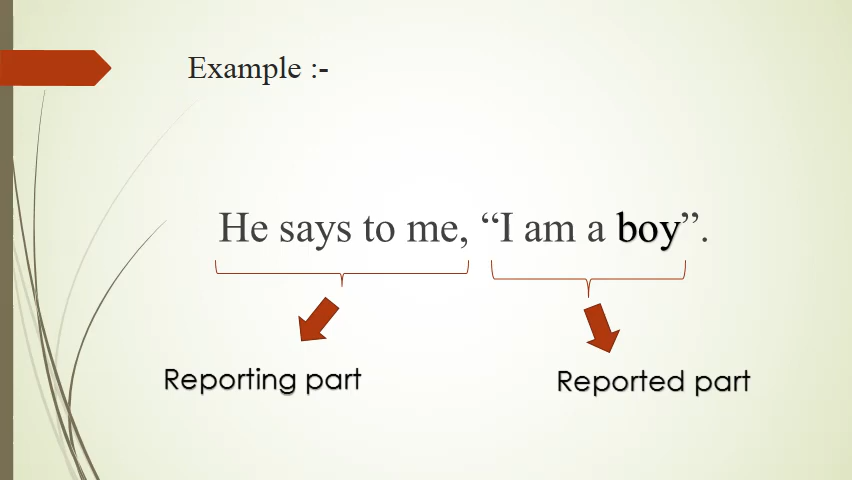 Example :-
He says to me, “I am a boy”.
Reporting part
Reported part